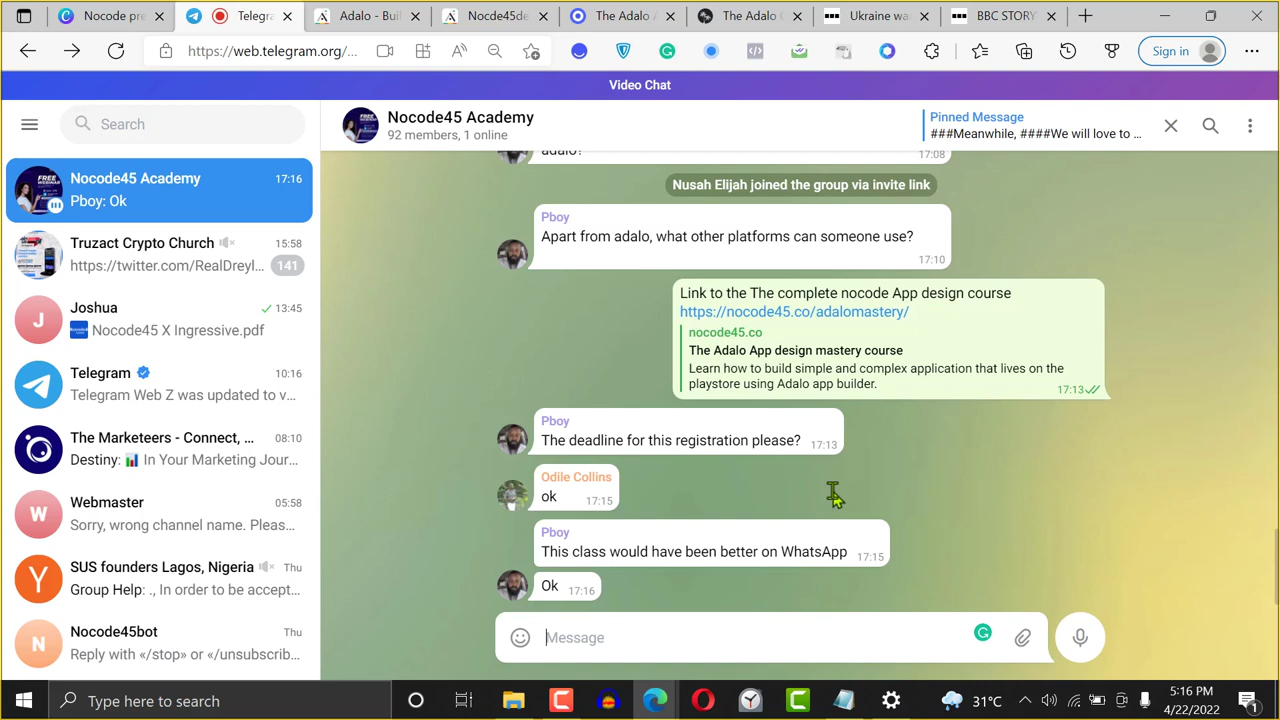 Nocode pre
Telegra
Adalo - Bui
Nocde45de
The Adalo A
The Adalo C
Ukraine wa
BBC STORY
https://web.telegram.org/...
Sign in
Video Chat
Search
Nocode45 Academy
92 members, 1 online
Pinned Message
###Meanwhile, ####We will love to ...
Nocode45 Academy 17:16
Pboy: Ok
Truzact Crypto Church 15:58
https://twitter.com/RealDreyl... 141
Joshua 13:45
Nocode45 X Ingressive.pdf
Telegram 10:16
Telegram Web Z was updated to v...
The Marketeers - Connect, ... 08:10
Destiny: In Your Marketing Jour...
Webmaster 05:58
Sorry, wrong channel name. Pleas...
SUS founders Lagos, Nigeria Thu
Group Help: ., In order to be accept...
Nocode45bot Thu
Reply with «/stop» or «/unsubscrib...
adalo?
17:08
Nusah Elijah joined the group via invite link
Pboy
Apart from adalo, what other platforms can someone use?
17:10
Link to the The complete nocode App design course
https://nocode45.co/adalomastery/
nocode45.co
The Adalo App design mastery course
Learn how to build simple and complex application that lives on the
playstore using Adalo app builder.
17:13
Pboy
The deadline for this registration please? 17:13
Odile Collins
ok 17:15
Pboy
This class would have been better on WhatsApp 17:15
Ok 17:16
Message
Type here to search
31°C
5:16 PM
4/22/2022
1